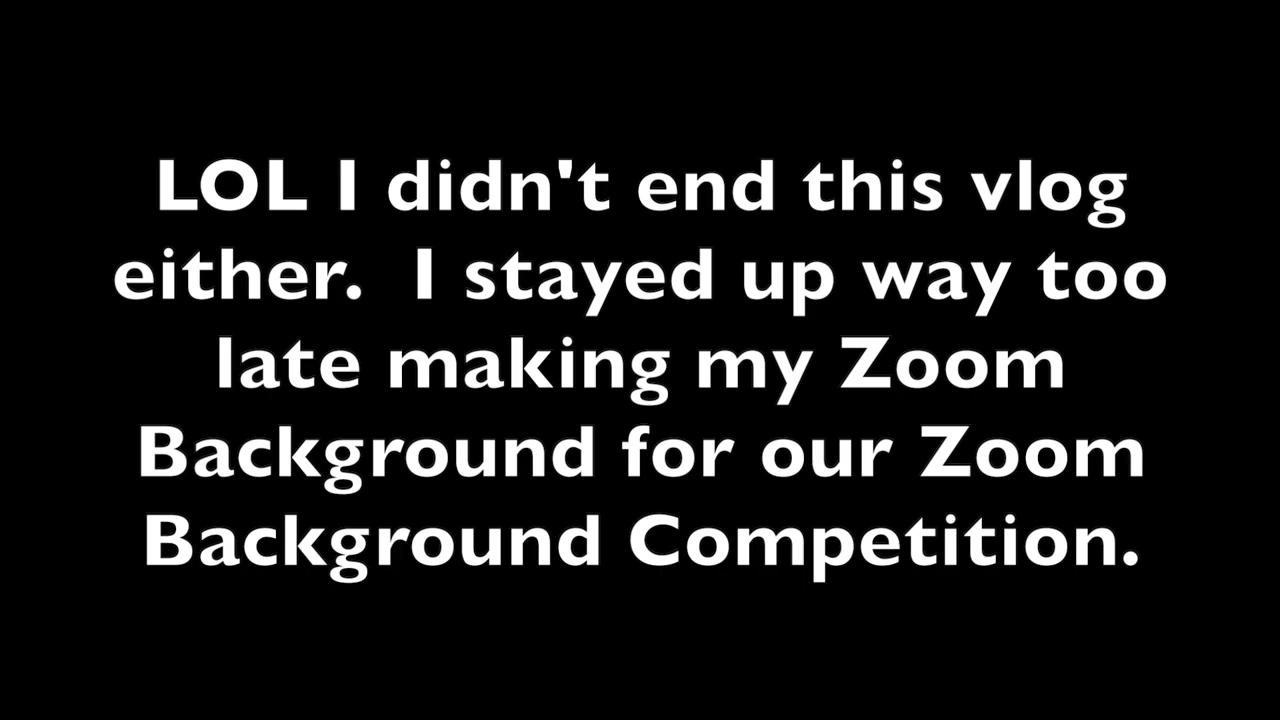 LOL I didn't end this vlog
either.  I stayed up way too
late making my Zoom
Background for our Zoom
Background Competition.